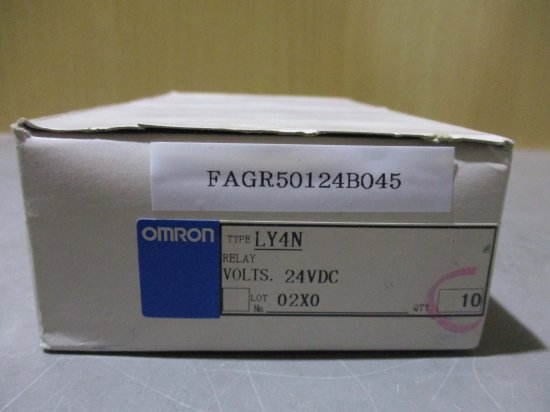 FAGR50124B045
OMRON
TYPE LY4N
RELAY
VOLTS. 24VDC
LOT No 02X0 QTY. 10